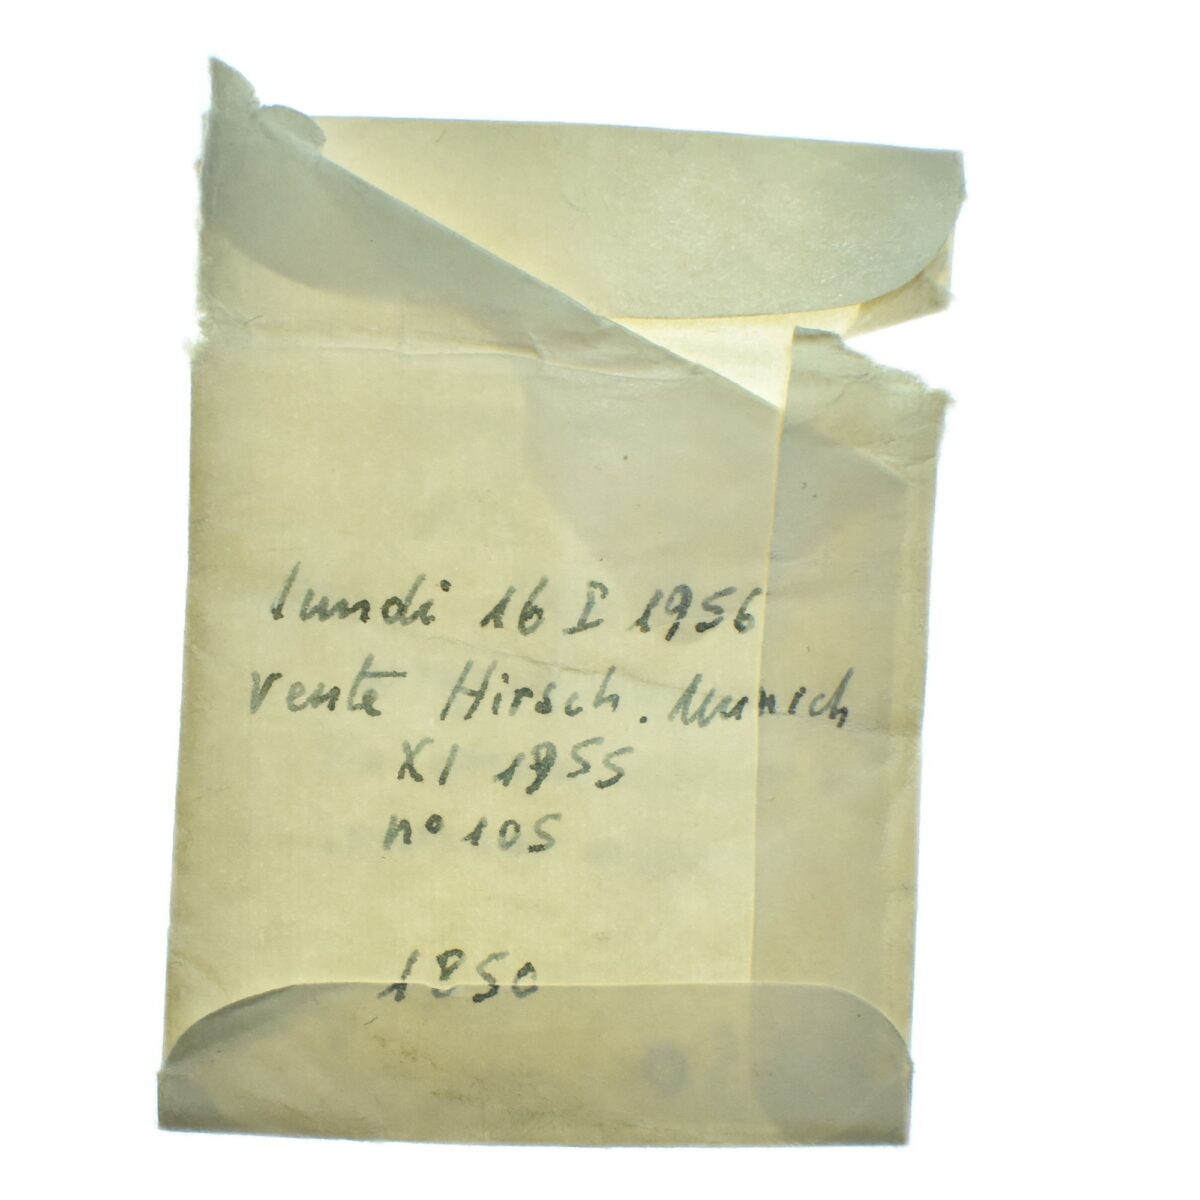 lundi 16 I 1956
vente Hirsch. Munich
XI 1955
n° 105
1850